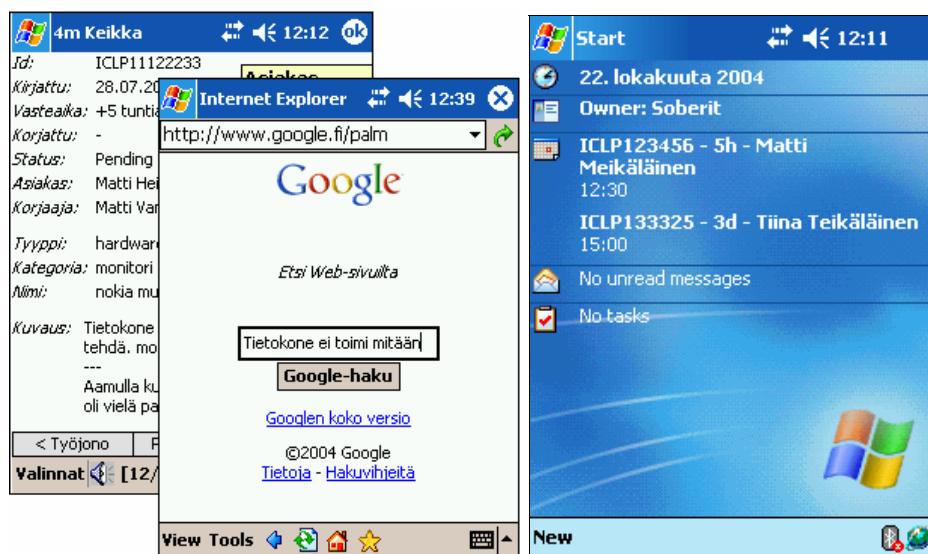 4m Keikka
12:12
ok
Id: ICLP11122233
Asiakas
Kirjattu: 28.07.20
Vasteaika: +5 tuntia
Korjattu: -
Status: Pending
Asiakas: Matti Hei
Korjaaja: Matti Var
Tyyppi: hardwar
Kategoria: monitori
Nimi: nokia mu
Kuvaus: Tietokone
tehdä. mo
---
Aamulla ku
oli vielä pa
< Työjono
Valinnat [12/
Internet Explorer
12:39
http://www.google.fi/palm
Google
Etsi Web-sivuilta
Tietokone ei toimi mitään
Google-haku
Googlen koko versio
©2004 Google
Tietoja - Hakuvihjeitä
View Tools
Start
12:11
22. lokakuuta 2004
Owner: Soberit
ICLP123456 - 5h - Matti
Meikäläinen
12:30
ICLP133325 - 3d - Tiina Teikäläinen
15:00
No unread messages
No tasks
New